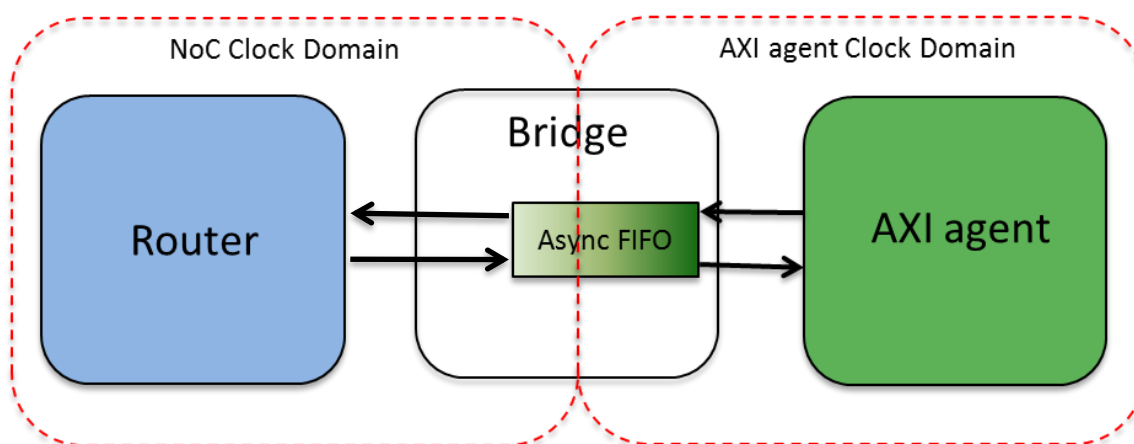 NoC Clock Domain
AXI agent Clock Domain
Bridge
Router
Async FIFO
AXI agent